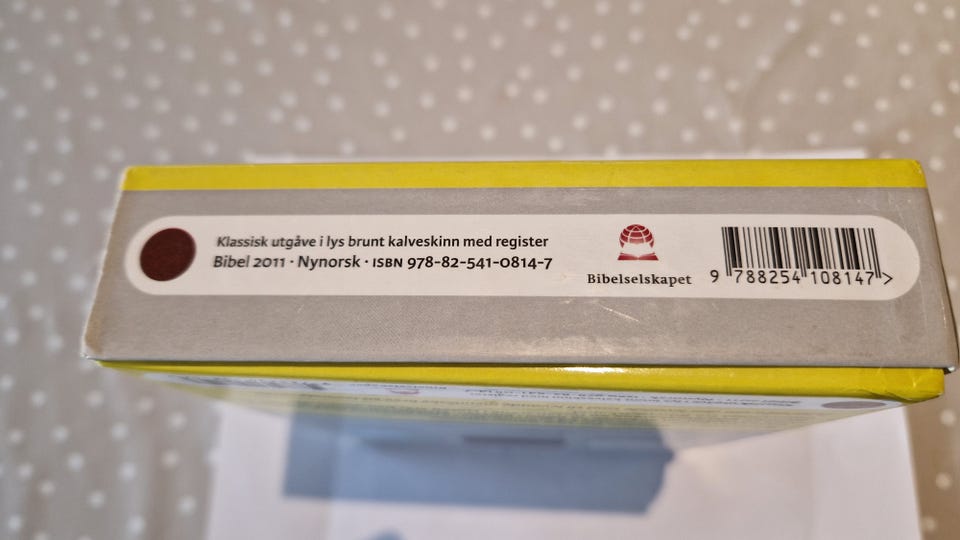 Klassisk utgåve i lys brunt kalveskinn med register
Bibel 2011 · Nynorsk · ISBN 978-82-541-0814-7
Bibelselskapet
9 788254 108147 >